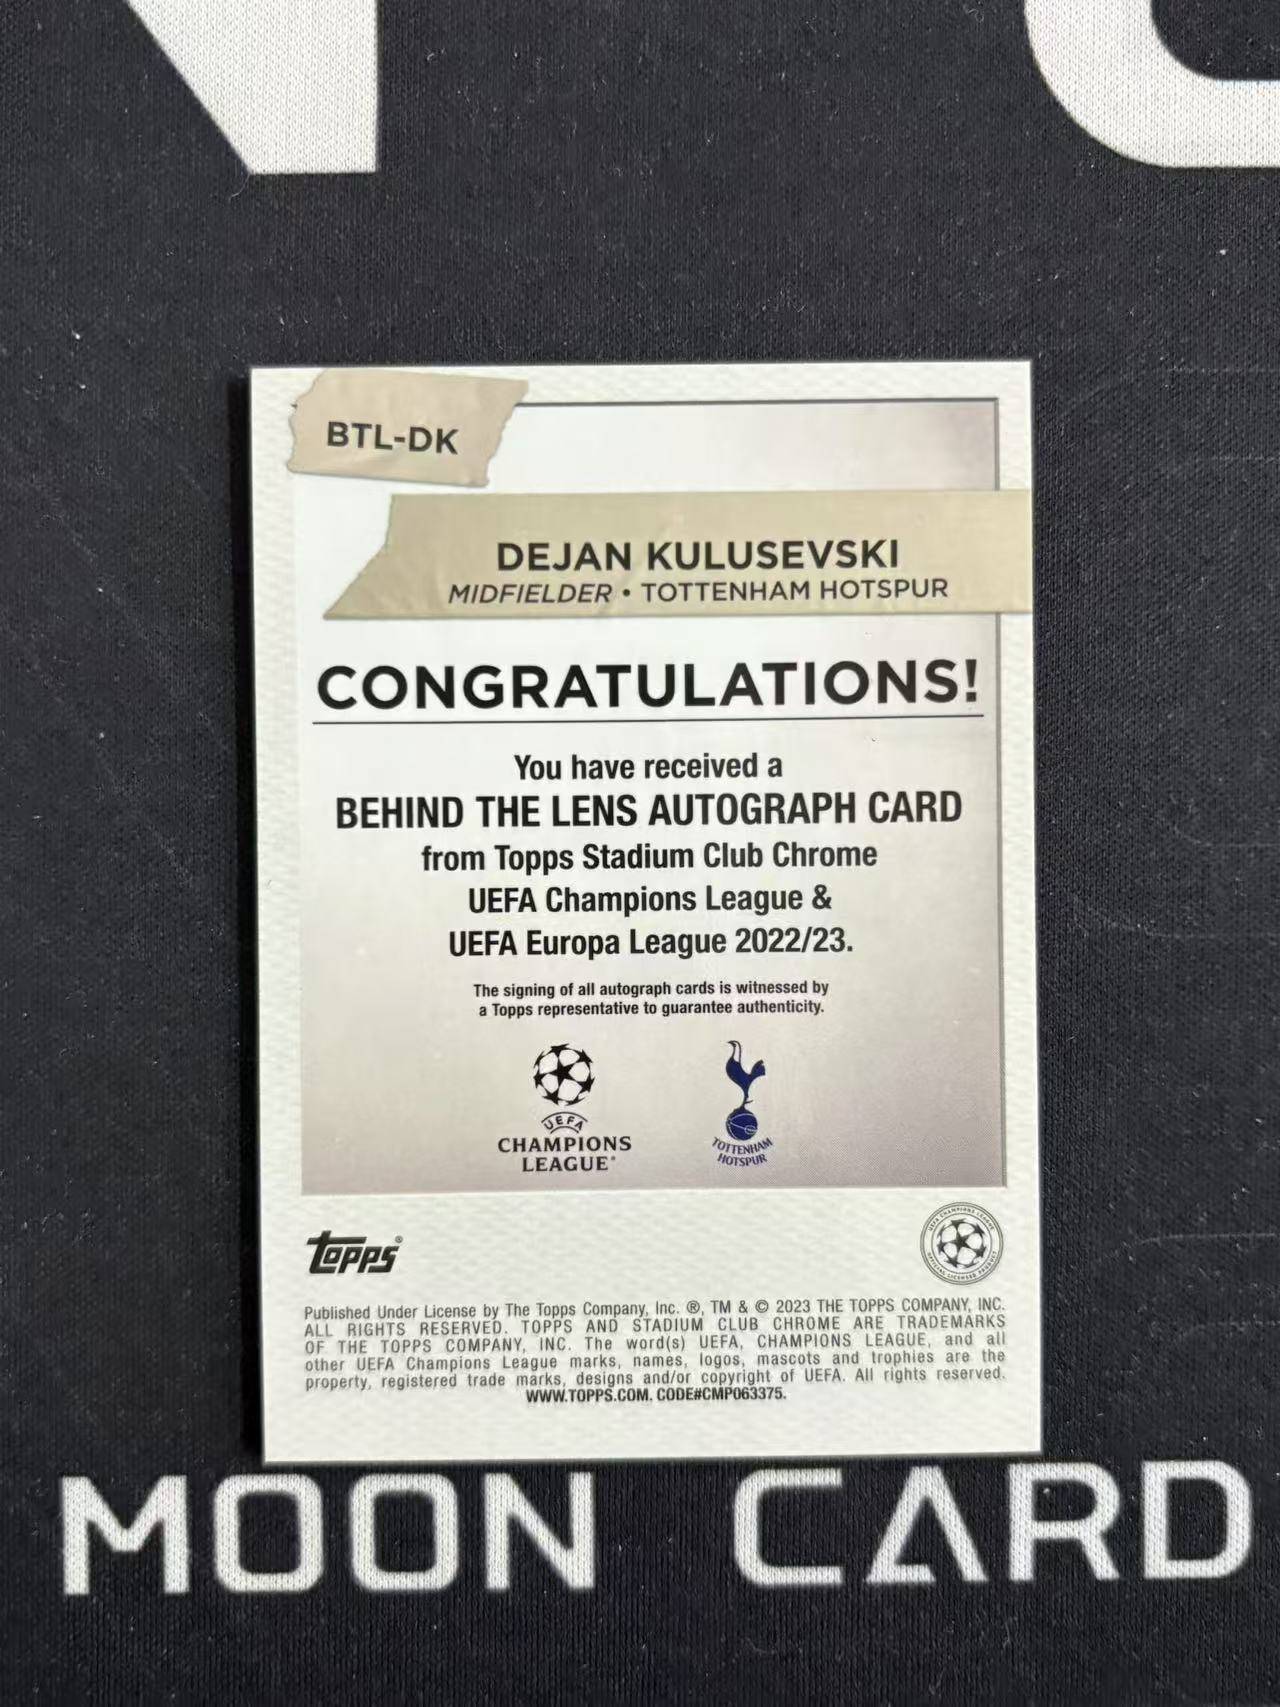 BTL-DK
DEJAN KULUSEVSKI
MIDFIELDER • TOTTENHAM HOTSPUR
CONGRATULATIONS!
You have received a
BEHIND THE LENS AUTOGRAPH CARD
from Topps Stadium Club Chrome
UEFA Champions League &
UEFA Europa League 2022/23.
The signing of all autograph cards is witnessed by
a Topps representative to guarantee authenticity.
UEFA
CHAMPIONS
LEAGUE®
TOTTENHAM
HOTSPUR
Topps®
UEFA CHAMPIONS LEAGUE
OFFICIAL LICENSED PRODUCT
Published Under License by The Topps Company, Inc. ®, TM & © 2023 THE TOPPS COMPANY, INC.
ALL RIGHTS RESERVED. TOPPS AND STADIUM CLUB CHROME ARE TRADEMARKS
OF THE TOPPS COMPANY, INC. The word(s) UEFA, CHAMPIONS LEAGUE, and all
other UEFA Champions League marks, names, logos, mascots and trophies are the
property, registered trade marks, designs and/or copyright of UEFA. All rights reserved.
WWW.TOPPS.COM. CODE#CMP063375.
MOON CARD